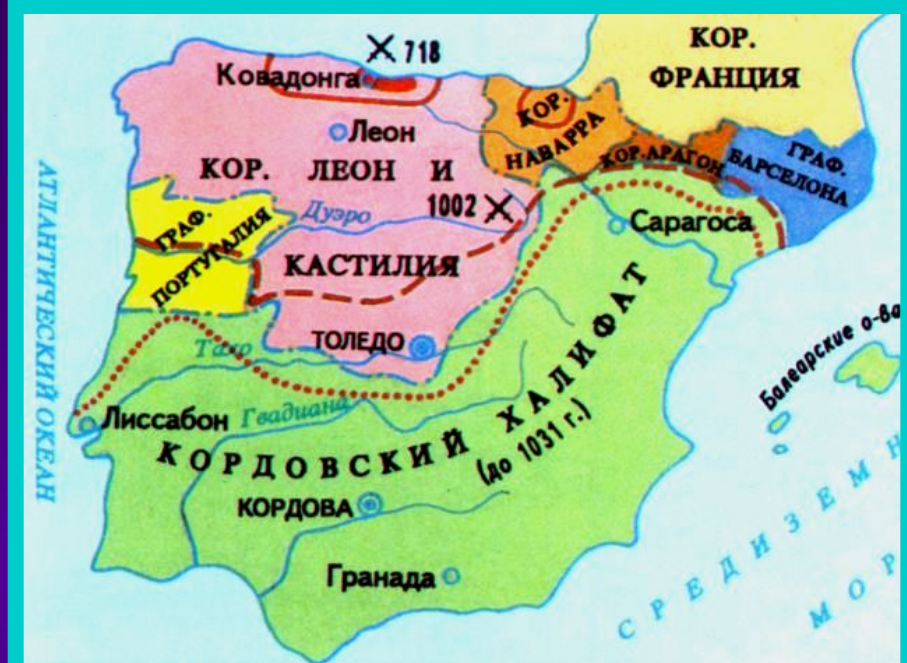 КОР.
ФРАНЦИЯ
718
Ковадонга
Леон
КОР. ЛЕОН И
КАСТИЛИЯ
КОР.
НАВАРРА
КОР. АРАГОН
ГРАФ.
БАРСЕЛОНА
1002
Дуэро
Сарагоса
ГРАФ.
ПОРТУГАЛИЯ
ТОЛЕДО
Тахо
Лиссабон
Гвадиана
КОРДОВСКИЙ ХАЛИФАТ
(до 1031 г.)
КОРДОВА
Гранада
АТЛАНТИЧЕСКИЙ ОКЕАН
Балеарские о-ва
СРЕДИЗЕМН
МОР